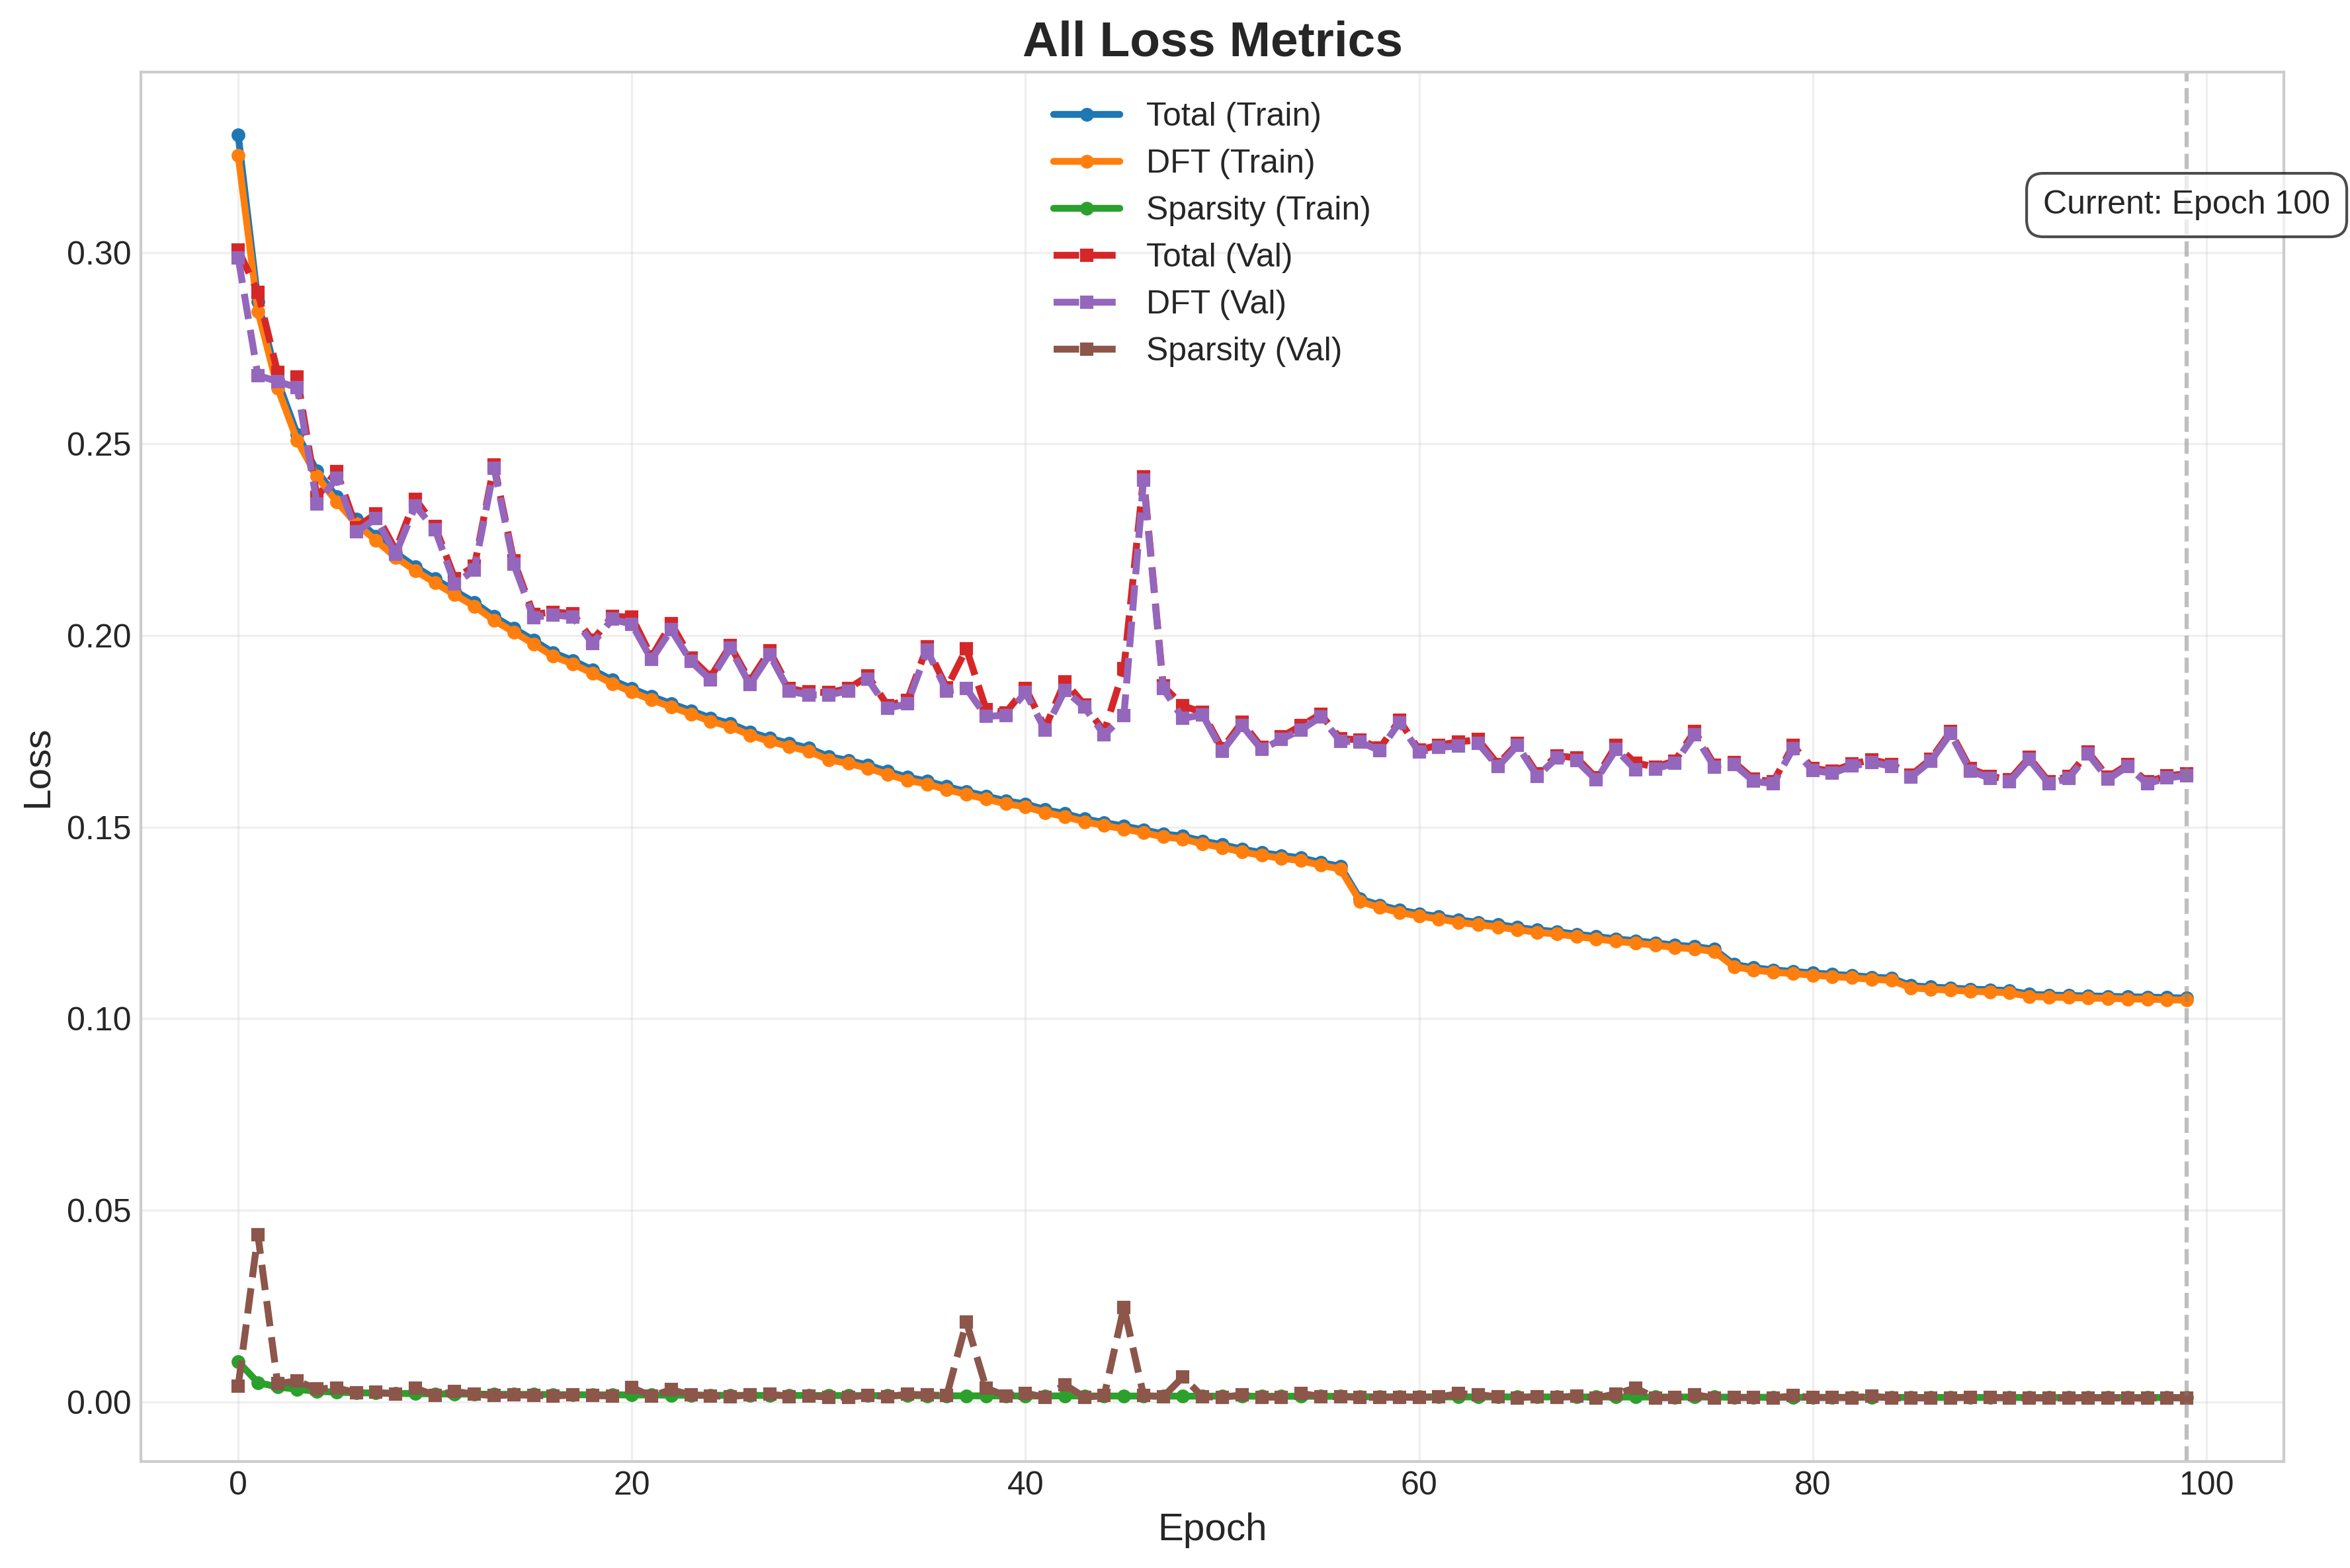 All Loss Metrics
Total (Train)
DFT (Train)
Sparsity (Train)
Total (Val)
DFT (Val)
Sparsity (Val)
Current: Epoch 100
0.30
0.25
0.20
0.15
0.10
0.05
0.00
Loss
0
20
40
60
80
100
Epoch